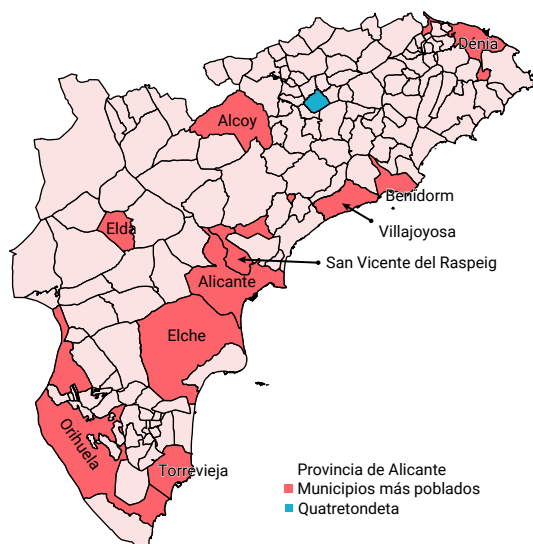 Dénia
Alcoy
Benidorm
Elda
Villajoyosa
San Vicente del Raspeig
Alicante
Elche
Orihuela
Torrevieja
Provincia de Alicante
Municipios más poblados
Quatretondeta